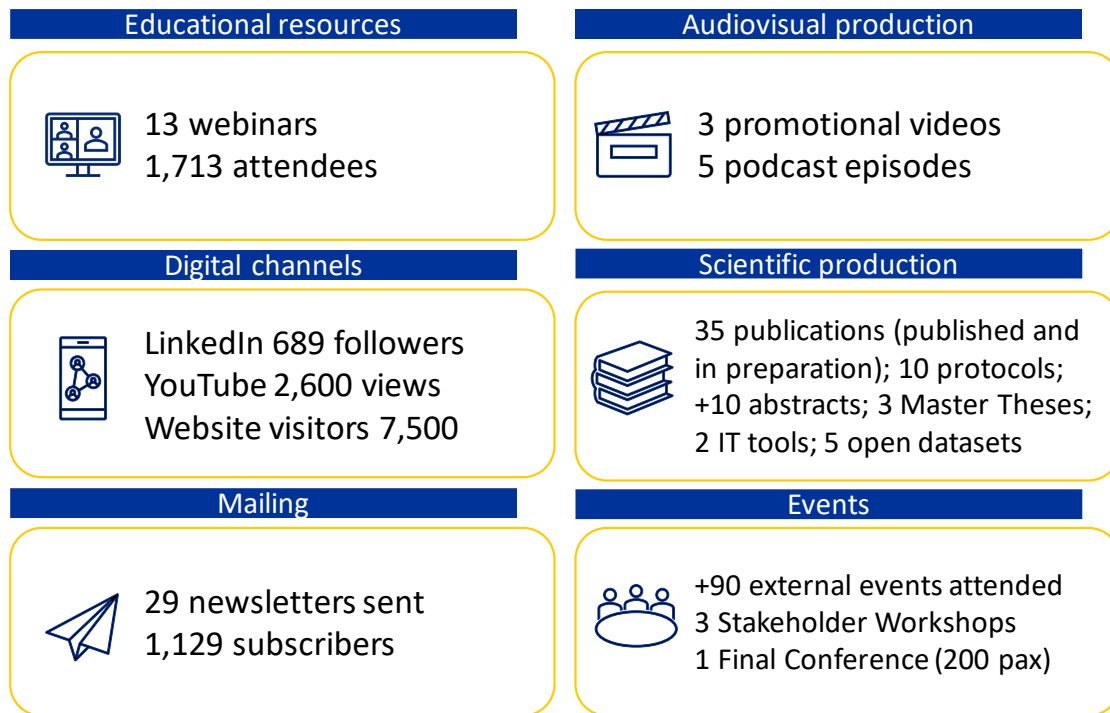 Educational resources
13 webinars
1,713 attendees
Audiovisual production
3 promotional videos
5 podcast episodes
Digital channels
LinkedIn 689 followers
YouTube 2,600 views
Website visitors 7,500
Scientific production
35 publications (published and
in preparation); 10 protocols;
+10 abstracts; 3 Master Theses;
2 IT tools; 5 open datasets
Mailing
29 newsletters sent
1,129 subscribers
Events
+90 external events attended
3 Stakeholder Workshops
1 Final Conference (200 pax)